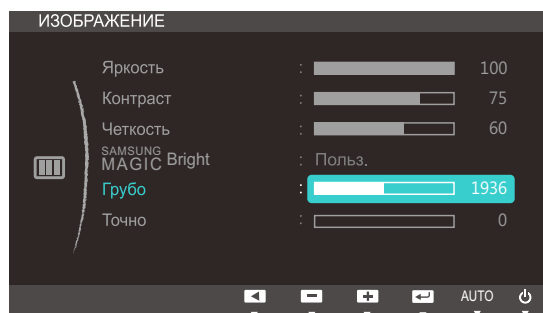 ИЗОБРАЖЕНИЕ
Яркость : 100
Контраст : 75
Четкость : 60
SAMSUNG MAGIC Bright : Польз.
Грубо : 1936
Точно : 0
AUTO